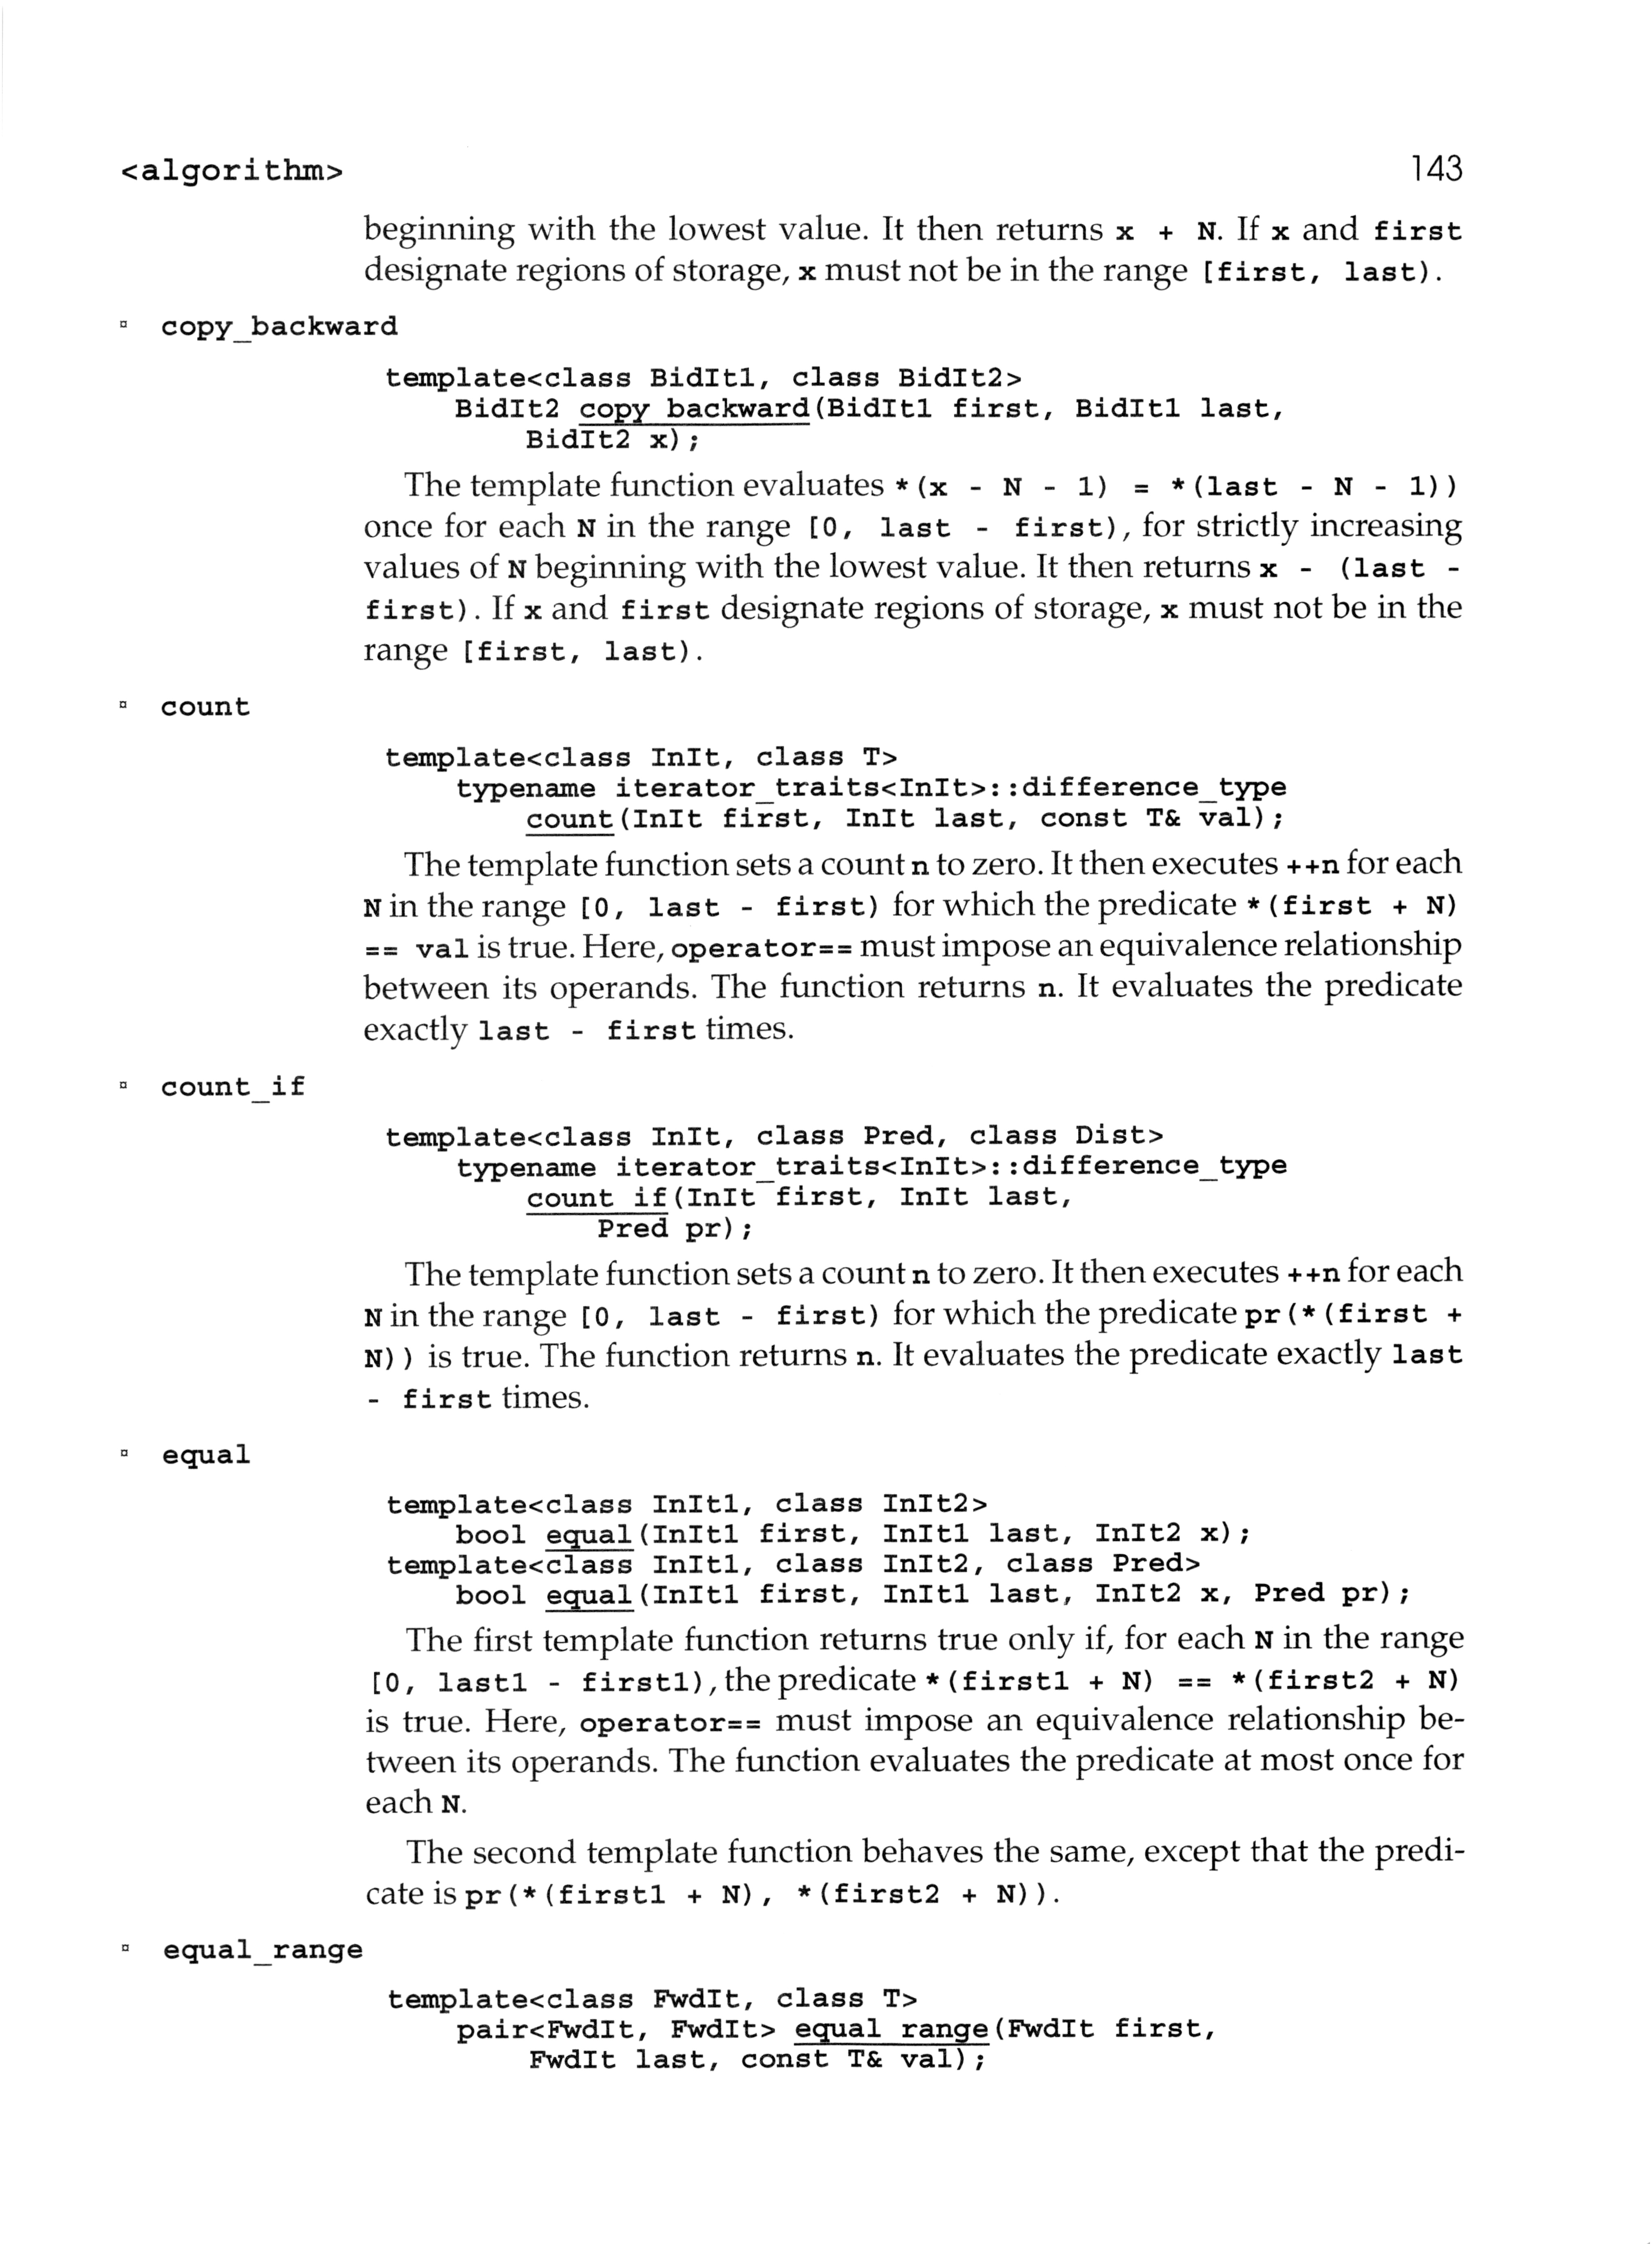 <algorithm> 143
beginning with the lowest value. It then returns x + N. If x and first
designate regions of storage, x must not be in the range [first, last).
¤ copy_backward
template<class BidIt1, class BidIt2>
BidIt2 copy_backward(BidIt1 first, BidIt1 last,
BidIt2 x);
The template function evaluates *(x - N - 1) = *(last - N - 1))
once for each N in the range [0, last - first), for strictly increasing
values of N beginning with the lowest value. It then returns x - (last -
first). If x and first designate regions of storage, x must not be in the
range [first, last).
¤ count
template<class InIt, class T>
typename iterator_traits<InIt>::difference_type
count(InIt first, InIt last, const T& val);
The template function sets a count n to zero. It then executes ++n for each
N in the range [0, last - first) for which the predicate *(first + N)
== val is true. Here, operator== must impose an equivalence relationship
between its operands. The function returns n. It evaluates the predicate
exactly last - first times.
¤ count_if
template<class InIt, class Pred, class Dist>
typename iterator_traits<InIt>::difference_type
count_if(InIt first, InIt last,
Pred pr);
The template function sets a count n to zero. It then executes ++n for each
N in the range [0, last - first) for which the predicate pr(*(first +
N)) is true. The function returns n. It evaluates the predicate exactly last
- first times.
¤ equal
template<class InIt1, class InIt2>
bool equal(InIt1 first, InIt1 last, InIt2 x);
template<class InIt1, class InIt2, class Pred>
bool equal(InIt1 first, InIt1 last, InIt2 x, Pred pr);
The first template function returns true only if, for each N in the range
[0, last1 - first1), the predicate *(first1 + N) == *(first2 + N)
is true. Here, operator== must impose an equivalence relationship be-
tween its operands. The function evaluates the predicate at most once for
each N.
The second template function behaves the same, except that the predi-
cate is pr(*(first1 + N), *(first2 + N)).
¤ equal_range
template<class FwdIt, class T>
pair<FwdIt, FwdIt> equal_range(FwdIt first,
FwdIt last, const T& val);